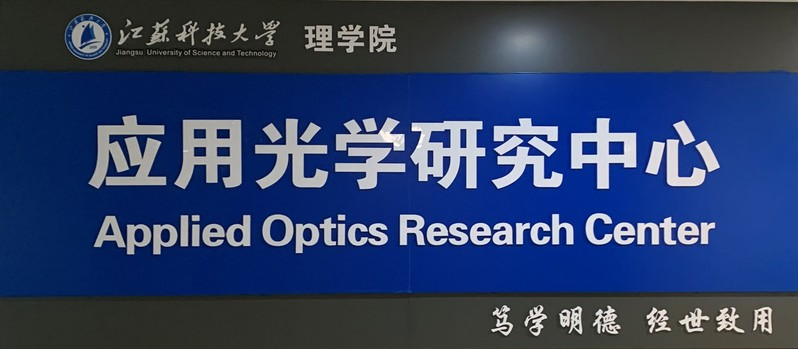 江蘇科技大学 理学院
Jiangsu University of Science and Technology
应用光学研究中心
Applied Optics Research Center
笃学明德 经世致用